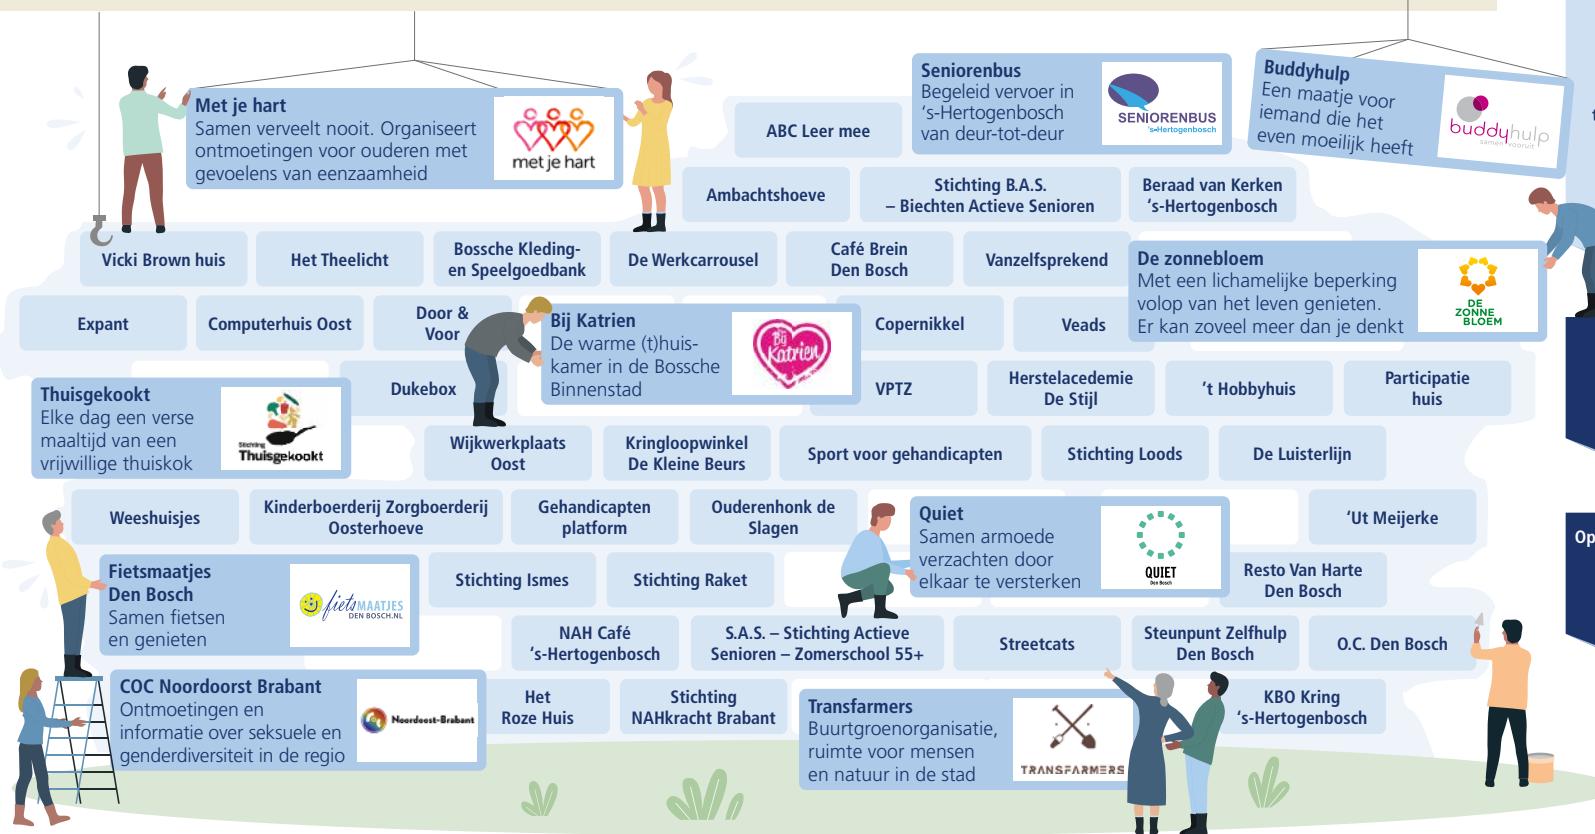 Met je hart
Samen verveelt nooit. Organiseert
ontmoetingen voor ouderen met
gevoelens van eenzaamheid
met je hart
Seniorenbus
Begeleid vervoer in
‘s-Hertogenbosch
van deur-tot-deur
SENIORENBUS
's-Hertogenbosch
Buddyhulp
Een maatje voor
iemand die het
even moeilijk heeft
buddyhulp
samen vooruit
ABC Leer mee
Ambachtshoeve
Stichting B.A.S.
– Biechten Actieve Senioren
Beraad van Kerken
‘s-Hertogenbosch
Vicki Brown huis
Het Theelicht
Bossche Kleding-
en Speelgoedbank
De Werkcarrousel
Café Brein
Den Bosch
Vanzelfsprekend
De zonnebloem
Met een lichamelijke beperking
volop van het leven genieten.
Er kan zoveel meer dan je denkt
DE
ZONNE
BLOEM
Expant
Computerhuis Oost
Door &
Voor
Bij Katrien
De warme (t)huis-
kamer in de Bossche
Binnenstad
Bij
Katrien
Copernikkel
Veads
Thuisgekookt
Elke dag een verse
maaltijd van een
vrijwillige thuiskok
Stichting
Thuisgekookt
Dukebox
VPTZ
Herstelacedemie
De Stijl
’t Hobbyhuis
Participatie
huis
Wijkwerkplaats
Oost
Kringloopwinkel
De Kleine Beurs
Sport voor gehandicapten
Stichting Loods
De Luisterlijn
Weeshuisjes
Kinderboerderij Zorgboerderij
Oosterhoeve
Gehandicapten
platform
Ouderenhonk de
Slagen
Quiet
Samen armoede
verzachten door
elkaar te versterken
QUIET
Den Bosch
‘Ut Meijerke
Op
Fietsmaatjes
Den Bosch
Samen fietsen
en genieten
fietsMAATJES
DEN BOSCH.NL
Stichting Ismes
Stichting Raket
Resto Van Harte
Den Bosch
NAH Café
‘s-Hertogenbosch
S.A.S. – Stichting Actieve
Senioren – Zomerschool 55+
Streetcats
Steunpunt Zelfhulp
Den Bosch
O.C. Den Bosch
COC Noordoorst Brabant
Ontmoetingen en
informatie over seksuele en
genderdiversiteit in de regio
Noordoost-Brabant
Het
Roze Huis
Stichting
NAHkracht Brabant
Transfarmers
Buurtgroenorganisatie,
ruimte voor mensen
en natuur in de stad
TRANSFARMERS
KBO Kring
‘s-Hertogenbosch